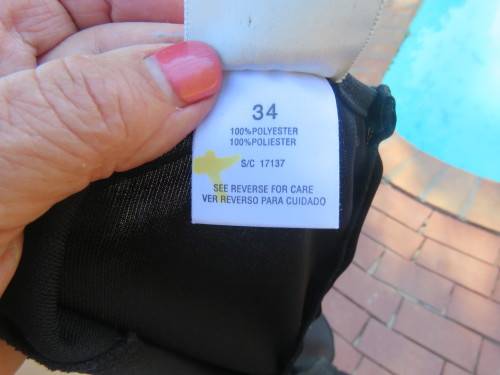 34
100%POLYESTER
100%POLIESTER
S/C 17137
SEE REVERSE FOR CARE
VER REVERSO PARA CUIDADO